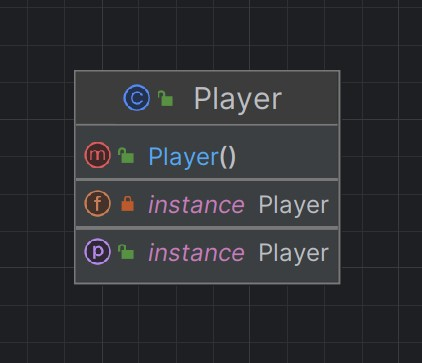 C Player
m Player()
f instance Player
p instance Player